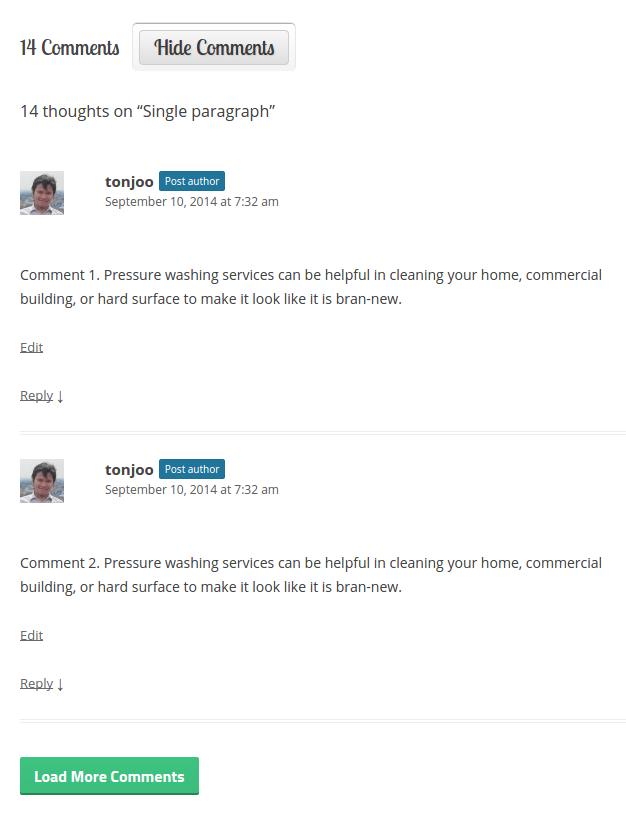 14 Comments Hide Comments
14 thoughts on “Single paragraph”
tonjoo Post author
September 10, 2014 at 7:32 am
Comment 1. Pressure washing services can be helpful in cleaning your home, commercial
building, or hard surface to make it look like it is bran-new.
Edit
Reply ↓
tonjoo Post author
September 10, 2014 at 7:32 am
Comment 2. Pressure washing services can be helpful in cleaning your home, commercial
building, or hard surface to make it look like it is bran-new.
Edit
Reply ↓
Load More Comments